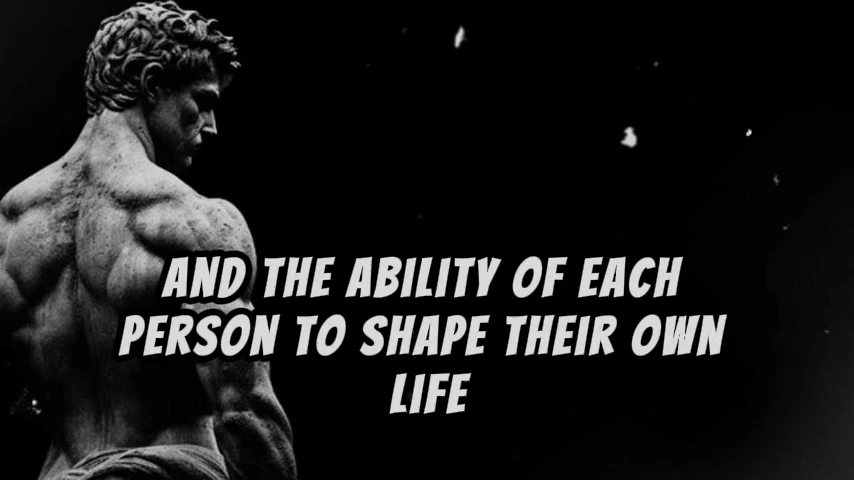 AND THE ABILITY OF EACH
PERSON TO SHAPE THEIR OWN
LIFE